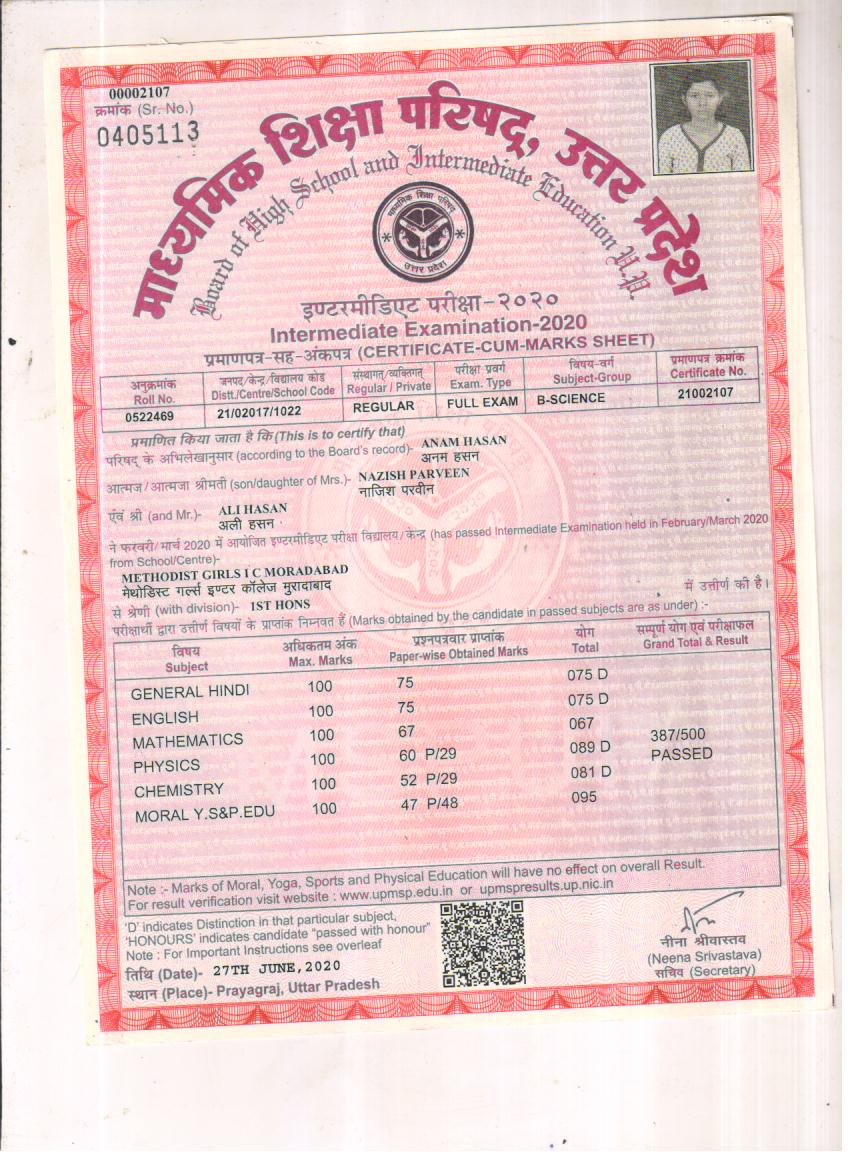 00002107
क्रमांक (Sr. No.)
0405113
माध्यमिक शिक्षा परिषद्, उत्तर प्रदेश
Board of High School and Intermediate Education U.P.
माध्यमिक शिक्षा परिषद्
उत्तर प्रदेश
इण्टरमीडिएट परीक्षा-२०२०
Intermediate Examination-2020
प्रमाणपत्र-सह-अंकपत्र (CERTIFICATE-CUM-MARKS SHEET)
अनुक्रमांक जनपद/केन्द्र/विद्यालय कोड संस्थागत/व्यक्तिगत् परीक्षा प्रवर्ग विषय-वर्ग प्रमाणपत्र क्रमांक
Roll No. Distt./Centre/School Code Regular / Private Exam. Type Subject-Group Certificate No.
0522469 21/02017/1022 REGULAR FULL EXAM B-SCIENCE 21002107
प्रमाणित किया जाता है कि (This is to certify that)
परिषद् के अभिलेखानुसार (according to the Board's record)- ANAM HASAN
अनम हसन
आत्मज/आत्मजा श्रीमती (son/daughter of Mrs.)- NAZISH PARVEEN
नाजिश परवीन
एंव श्री (and Mr.)- ALI HASAN
अली हसन
ने फरवरी/मार्च 2020 में आयोजित इण्टरमीडिएट परीक्षा विद्यालय/केन्द्र (has passed Intermediate Examination held in February/March 2020
from School/Centre)-
METHODIST GIRLS I C MORADABAD
मेथोडिस्ट गर्ल्स इण्टर कॉलेज मुरादाबाद में उत्तीर्ण की है।
से श्रेणी (with division)- 1ST HONS
परीक्षार्थी द्वारा उत्तीर्ण विषयों के प्राप्तांक निम्नवत हैं (Marks obtained by the candidate in passed subjects are as under) :-
विषय अधिकतम अंक प्रश्नपत्रवार प्राप्तांक योग सम्पूर्ण योग एवं परीक्षाफल
Subject Max. Marks Paper-wise Obtained Marks Total Grand Total & Result
GENERAL HINDI 100 75 075 D
ENGLISH 100 75 075 D
MATHEMATICS 100 67 067 387/500
PHYSICS 100 60 P/29 089 D PASSED
CHEMISTRY 100 52 P/29 081 D
MORAL Y.S&P.EDU 100 47 P/48 095
Note :- Marks of Moral, Yoga, Sports and Physical Education will have no effect on overall Result.
For result verification visit website : www.upmsp.edu.in or upmspresults.up.nic.in
'D' indicates Distinction in that particular subject,
'HONOURS' indicates candidate "passed with honour"
Note : For Important Instructions see overleaf
तिथि (Date)- 27TH JUNE,2020
स्थान (Place)- Prayagraj, Uttar Pradesh
नीना श्रीवास्तव
(Neena Srivastava)
सचिव (Secretary)